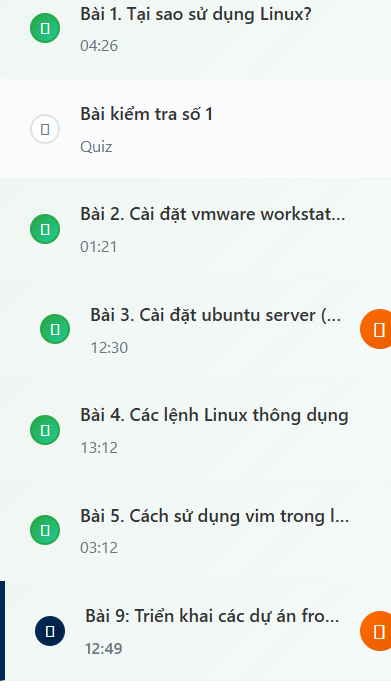 Bài 1. Tại sao sử dụng Linux?
04:26
Bài kiểm tra số 1
Quiz
Bài 2. Cài đặt vmware workstat...
01:21
Bài 3. Cài đặt ubuntu server (...
12:30
Bài 4. Các lệnh Linux thông dụng
13:12
Bài 5. Cách sử dụng vim trong l...
03:12
Bài 9: Triển khai các dự án fro...
12:49